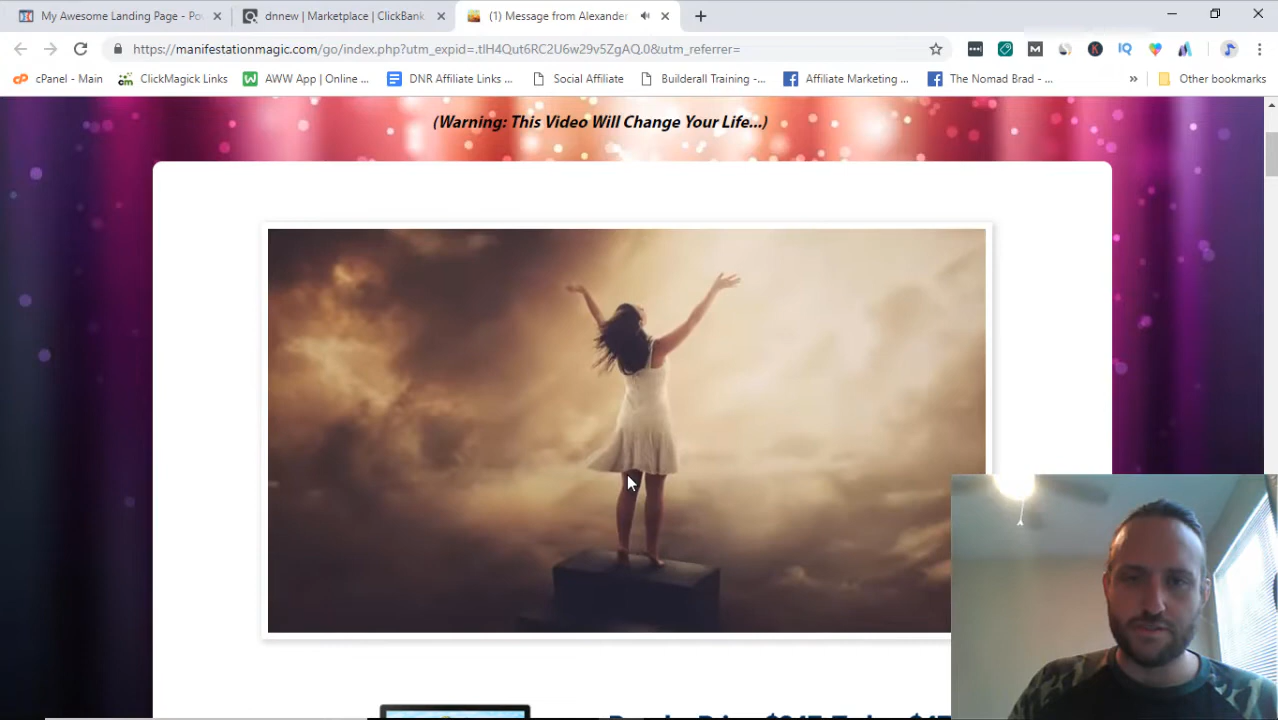 My Awesome Landing Page - Po
dnnew | Marketplace | ClickBank
(1) Message from Alexander
https://manifestationmagic.com/go/index.php?utm_expid=.tlH4Qut6RC2U6w29v5ZgAQ.0&utm_referrer=
cPanel - Main
ClickMagick Links
AWW App | Online ...
DNR Affiliate Links ...
Social Affiliate
Builderall Training -...
Affiliate Marketing ...
The Nomad Brad - ...
»
Other bookmarks
(Warning: This Video Will Change Your Life...)